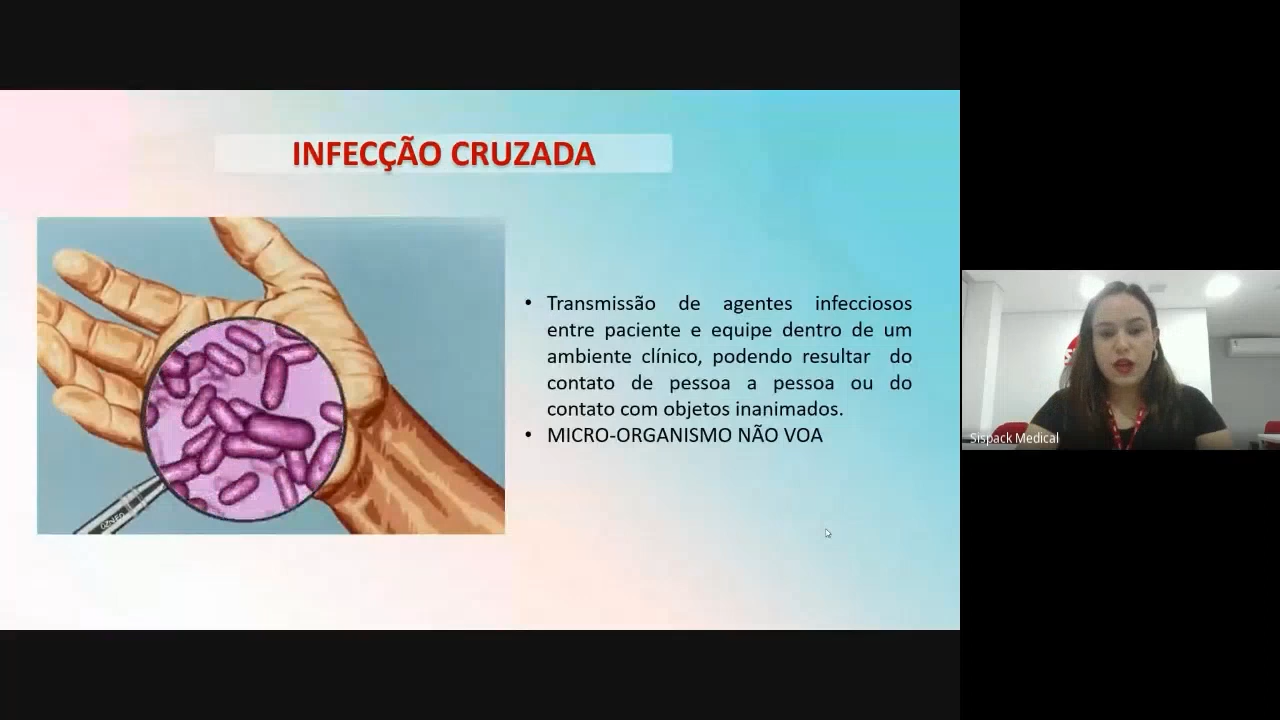 INFECÇÃO CRUZADA
• Transmissão de agentes infecciosos
entre paciente e equipe dentro de um
ambiente clínico, podendo resultar do
contato de pessoa a pessoa ou do
contato com objetos inanimados.
• MICRO-ORGANISMO NÃO VOA
Sispack Medical